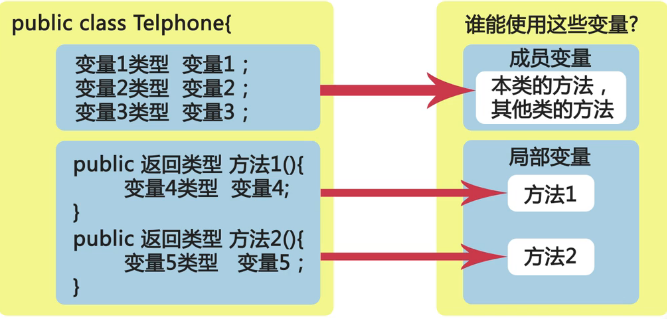 public class Telphone{
变量1类型 变量1；
变量2类型 变量2；
变量3类型 变量3；
public 返回类型 方法1(){
变量4类型 变量4;
}
public 返回类型 方法2(){
变量5类型 变量5；
}
谁能使用这些变量?
成员变量
本类的方法，
其他类的方法
局部变量
方法1
方法2